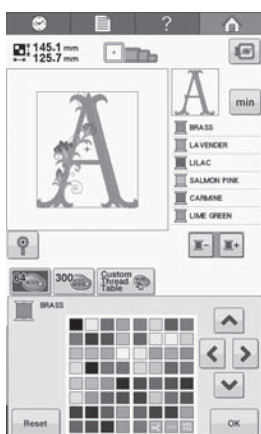 ?
145.1 mm
125.7 mm
A
A
min
BRASS
LAVENDER
LILAC
SALMON PINK
CARMINE
LIME GREEN
- +
64 300 Custom
Thread
Table
BRASS
Reset OK